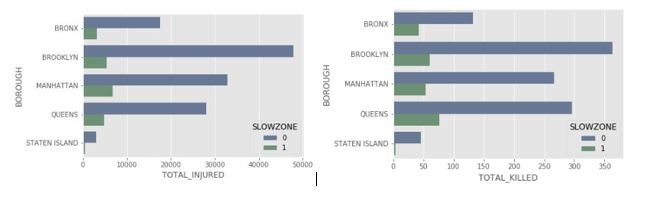 BOROUGH
BRONX
BROOKLYN
MANHATTAN
QUEENS
STATEN ISLAND
SLOWZONE
0
1
0 10000 20000 30000 40000 50000
TOTAL_INJURED
BOROUGH
BRONX
BROOKLYN
MANHATTAN
QUEENS
STATEN ISLAND
SLOWZONE
0
1
0 50 100 150 200 250 300 350
TOTAL_KILLED